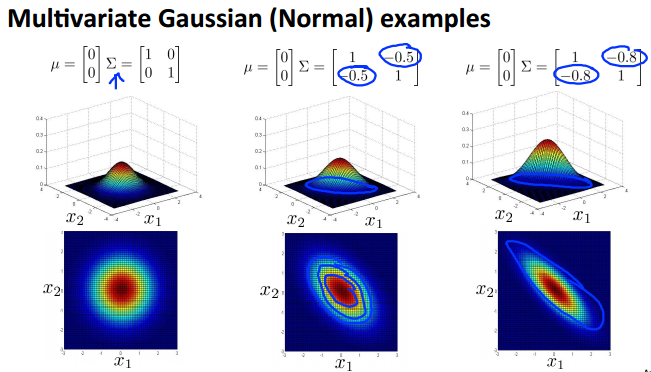 Multivariate Gaussian (Normal) examples
μ = [0 0] Σ = [1 0 0 1]
μ = [0 0] Σ = [1 −0.5 −0.5 1]
μ = [0 0] Σ = [1 −0.8 −0.8 1]
x₂ x₁
x₂ x₁
x₂ x₁
x₂
x₁
x₂
x₁
x₂
x₁